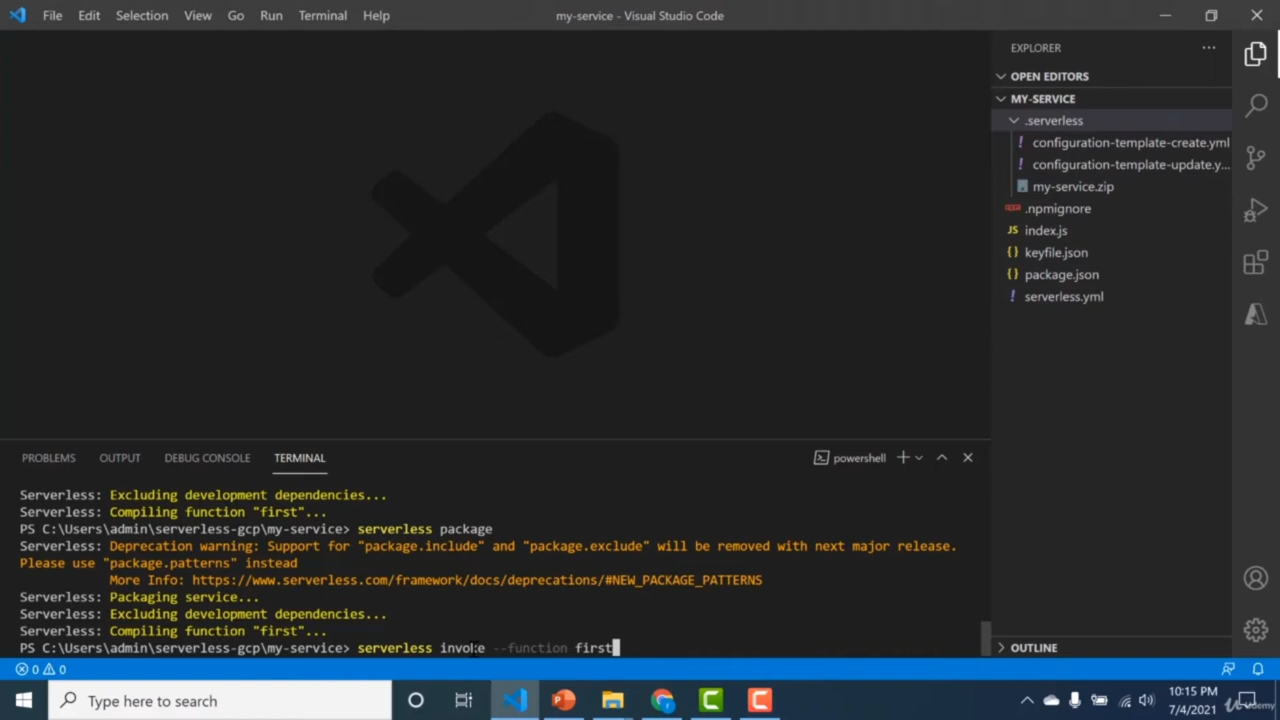 File Edit Selection View Go Run Terminal Help
my-service - Visual Studio Code
EXPLORER
OPEN EDITORS
MY-SERVICE
.serverless
! configuration-template-create.yml
! configuration-template-update.y...
my-service.zip
.npmignore
JS index.js
{} keyfile.json
{} package.json
! serverless.yml
OUTLINE
PROBLEMS OUTPUT DEBUG CONSOLE TERMINAL
powershell
Serverless: Excluding development dependencies...
Serverless: Compiling function "first"...
PS C:\Users\admin\serverless-gcp\my-service> serverless package
Serverless: Deprecation warning: Support for "package.include" and "package.exclude" will be removed with next major release.
Please use "package.patterns" instead
More Info: https://www.serverless.com/framework/docs/deprecations/#NEW_PACKAGE_PATTERNS
Serverless: Packaging service...
Serverless: Excluding development dependencies...
Serverless: Compiling function "first"...
PS C:\Users\admin\serverless-gcp\my-service> serverless invoke --function first
0 0
Type here to search
10:15 PM
7/4/2021
Udemy